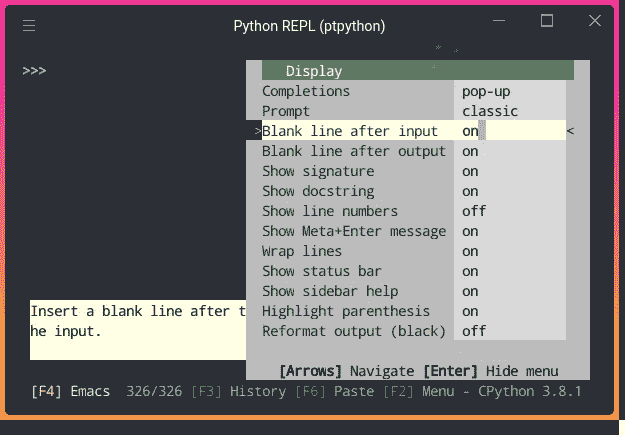 Python REPL (ptpython)
>>>
Display
Completions pop-up
Prompt classic
>Blank line after input on <
Blank line after output on
Show signature on
Show docstring on
Show line numbers off
Show Meta+Enter message on
Wrap lines on
Show status bar on
Show sidebar help on
Highlight parenthesis on
Reformat output (black) off
Insert a blank line after t
he input.
[Arrows] Navigate [Enter] Hide menu
[F4] Emacs 326/326 [F3] History [F6] Paste [F2] Menu - CPython 3.8.1